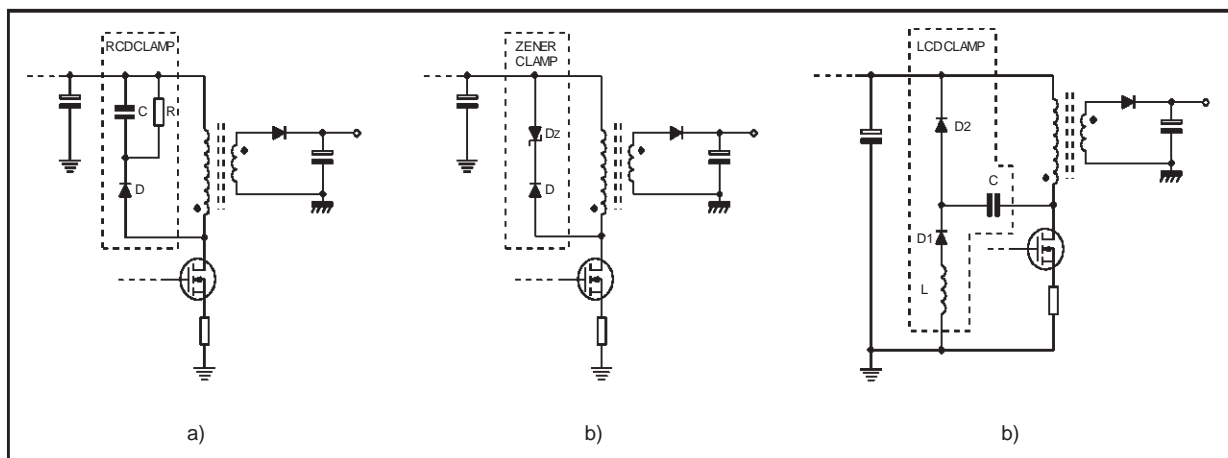 RCDCLAMP
C
R
D
a)
ZENER
CLAMP
Dz
D
b)
LCDCLAMP
D2
C
D1
L
b)